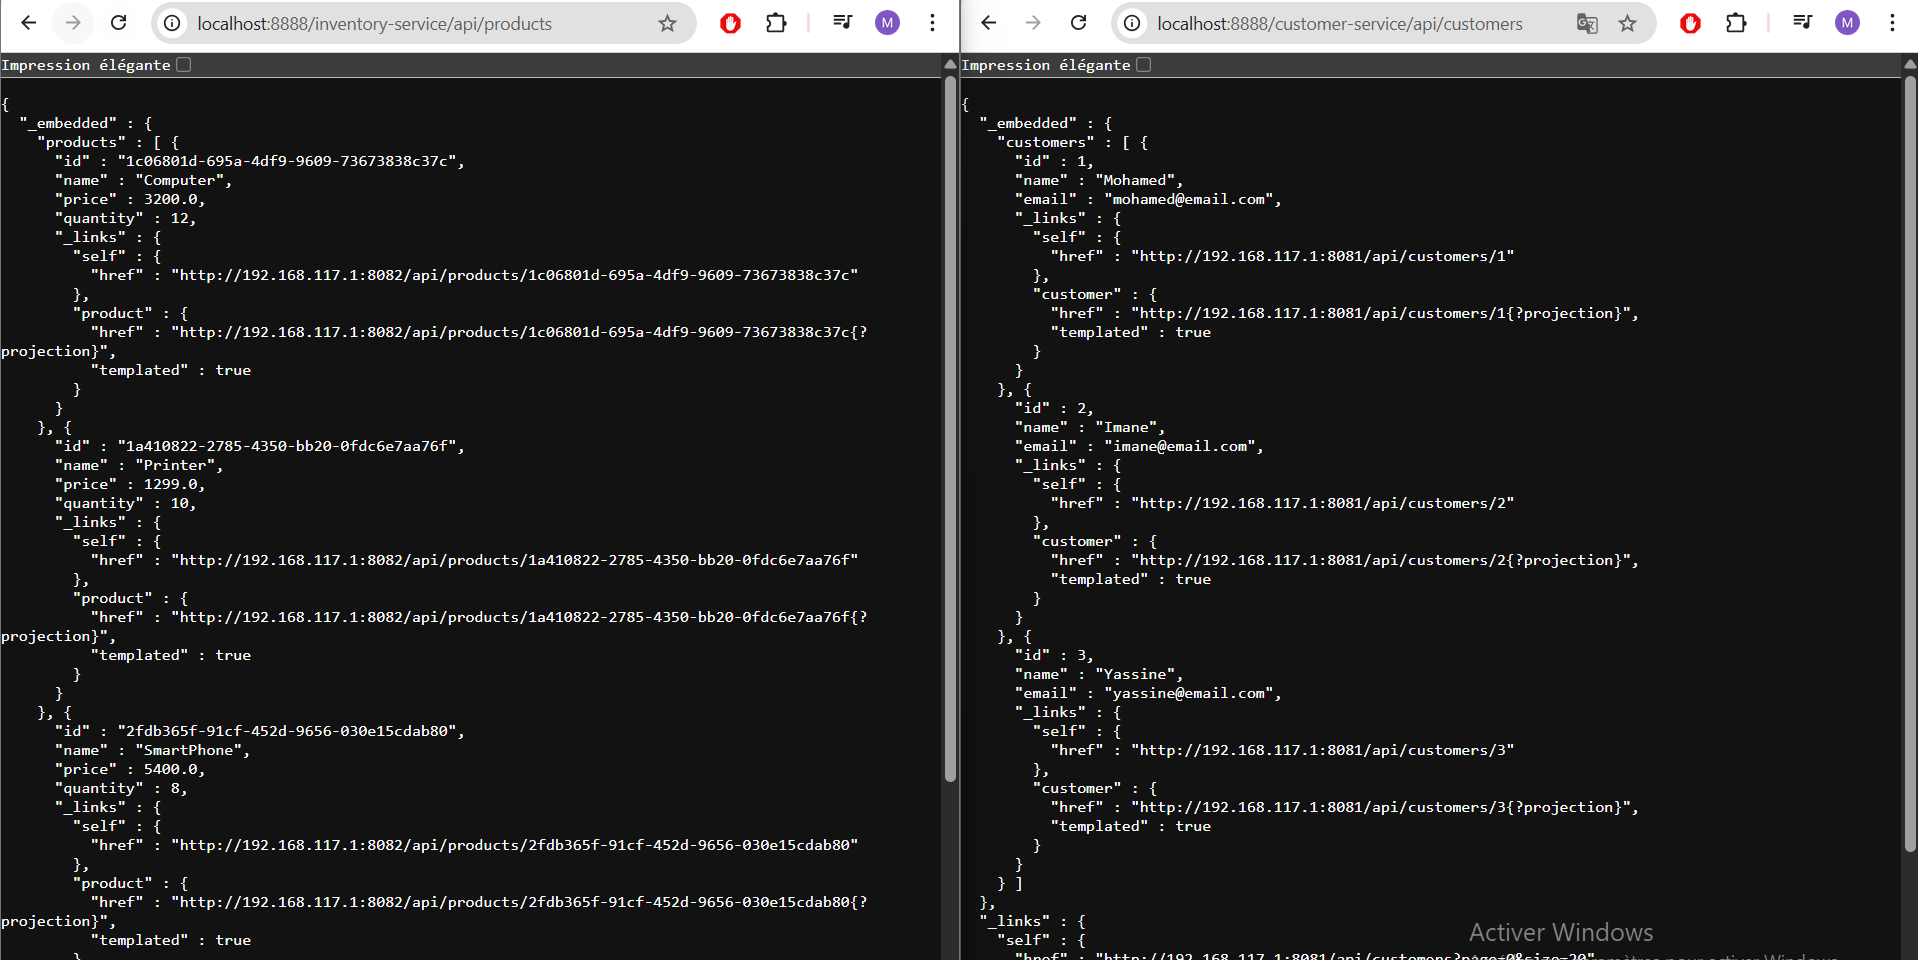 localhost:8888/inventory-service/api/products
M
Impression élégante
{
  "_embedded" : {
    "products" : [ {
      "id" : "1c06801d-695a-4df9-9609-73673838c37c",
      "name" : "Computer",
      "price" : 3200.0,
      "quantity" : 12,
      "_links" : {
        "self" : {
          "href" : "http://192.168.117.1:8082/api/products/1c06801d-695a-4df9-9609-73673838c37c"
        },
        "product" : {
          "href" : "http://192.168.117.1:8082/api/products/1c06801d-695a-4df9-9609-73673838c37c{?
projection}",
          "templated" : true
        }
      }
    }, {
      "id" : "1a410822-2785-4350-bb20-0fdc6e7aa76f",
      "name" : "Printer",
      "price" : 1299.0,
      "quantity" : 10,
      "_links" : {
        "self" : {
          "href" : "http://192.168.117.1:8082/api/products/1a410822-2785-4350-bb20-0fdc6e7aa76f"
        },
        "product" : {
          "href" : "http://192.168.117.1:8082/api/products/1a410822-2785-4350-bb20-0fdc6e7aa76f{?
projection}",
          "templated" : true
        }
      }
    }, {
      "id" : "2fdb365f-91cf-452d-9656-030e15cdab80",
      "name" : "SmartPhone",
      "price" : 5400.0,
      "quantity" : 8,
      "_links" : {
        "self" : {
          "href" : "http://192.168.117.1:8082/api/products/2fdb365f-91cf-452d-9656-030e15cdab80"
        },
        "product" : {
          "href" : "http://192.168.117.1:8082/api/products/2fdb365f-91cf-452d-9656-030e15cdab80{?
projection}",
          "templated" : true
        }
localhost:8888/customer-service/api/customers
M
Impression élégante
{
  "_embedded" : {
    "customers" : [ {
      "id" : 1,
      "name" : "Mohamed",
      "email" : "mohamed@email.com",
      "_links" : {
        "self" : {
          "href" : "http://192.168.117.1:8081/api/customers/1"
        },
        "customer" : {
          "href" : "http://192.168.117.1:8081/api/customers/1{?projection}",
          "templated" : true
        }
      }
    }, {
      "id" : 2,
      "name" : "Imane",
      "email" : "imane@email.com",
      "_links" : {
        "self" : {
          "href" : "http://192.168.117.1:8081/api/customers/2"
        },
        "customer" : {
          "href" : "http://192.168.117.1:8081/api/customers/2{?projection}",
          "templated" : true
        }
      }
    }, {
      "id" : 3,
      "name" : "Yassine",
      "email" : "yassine@email.com",
      "_links" : {
        "self" : {
          "href" : "http://192.168.117.1:8081/api/customers/3"
        },
        "customer" : {
          "href" : "http://192.168.117.1:8081/api/customers/3{?projection}",
          "templated" : true
        }
      }
    } ]
  },
  "_links" : {
    "self" : {
      "href" : "http://192.168.117.1:8081/api/customers?page=0&size=20"
Activer Windows